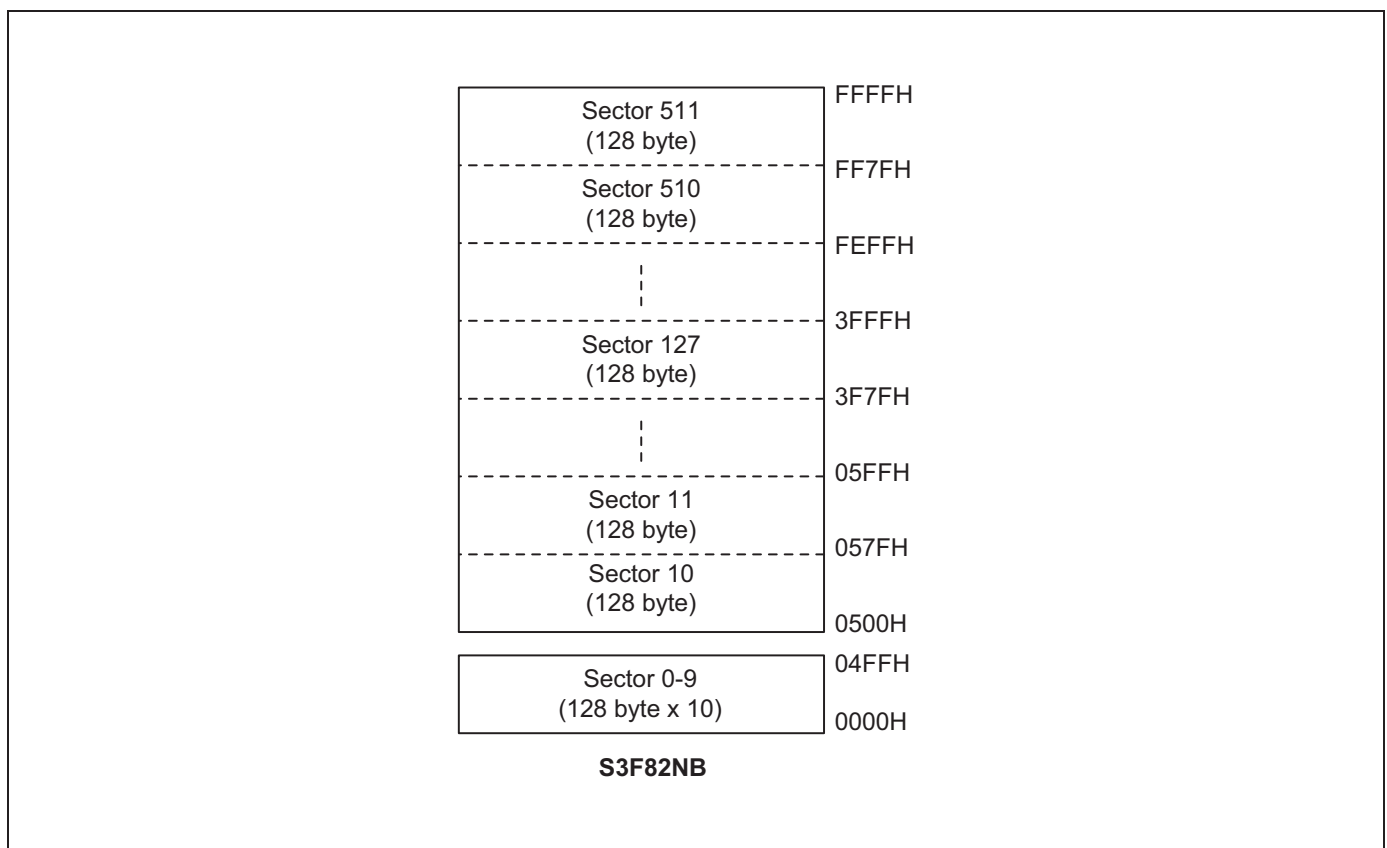 FFFFH
Sector 511
(128 byte)
FF7FH
Sector 510
(128 byte)
FEFFH
3FFFH
Sector 127
(128 byte)
3F7FH
05FFH
Sector 11
(128 byte)
057FH
Sector 10
(128 byte)
0500H
04FFH
Sector 0-9
(128 byte x 10)
0000H
S3F82NB